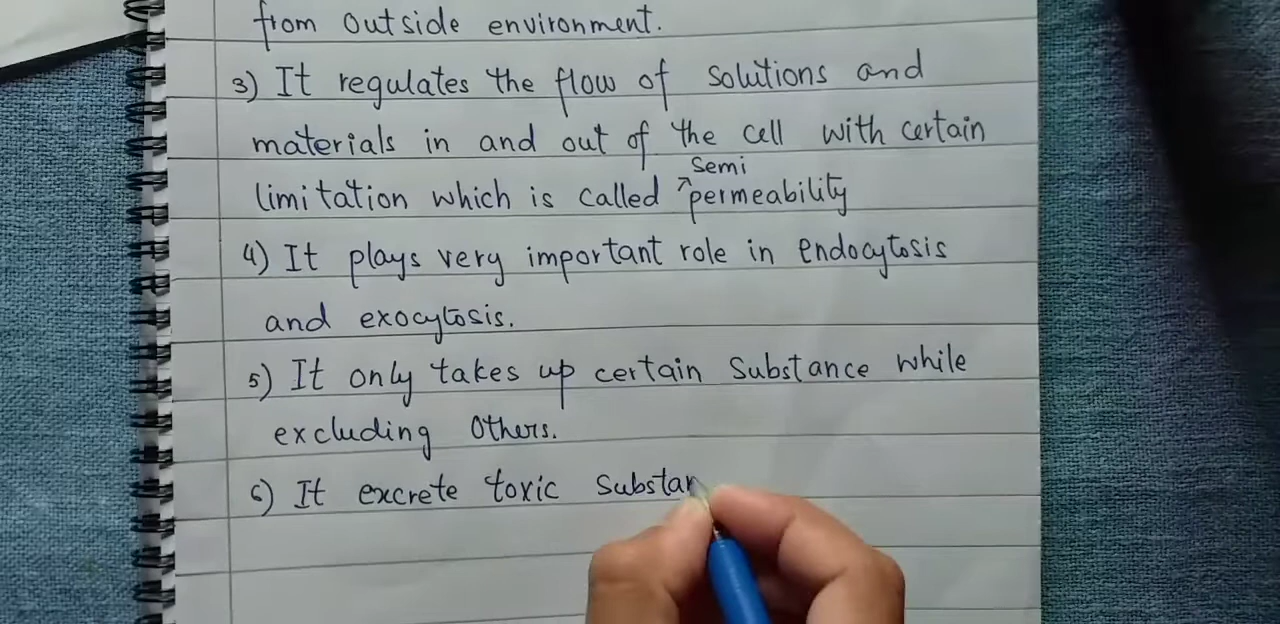 from outside environment.
3) It regulates the flow of solutions and
materials in and out of the cell with certain
Semi
limitation which is called permeability
4) It plays very important role in endocytosis
and exocytosis.
5) It only takes up certain Substance while
excluding Others.
6) It excrete toxic Substan